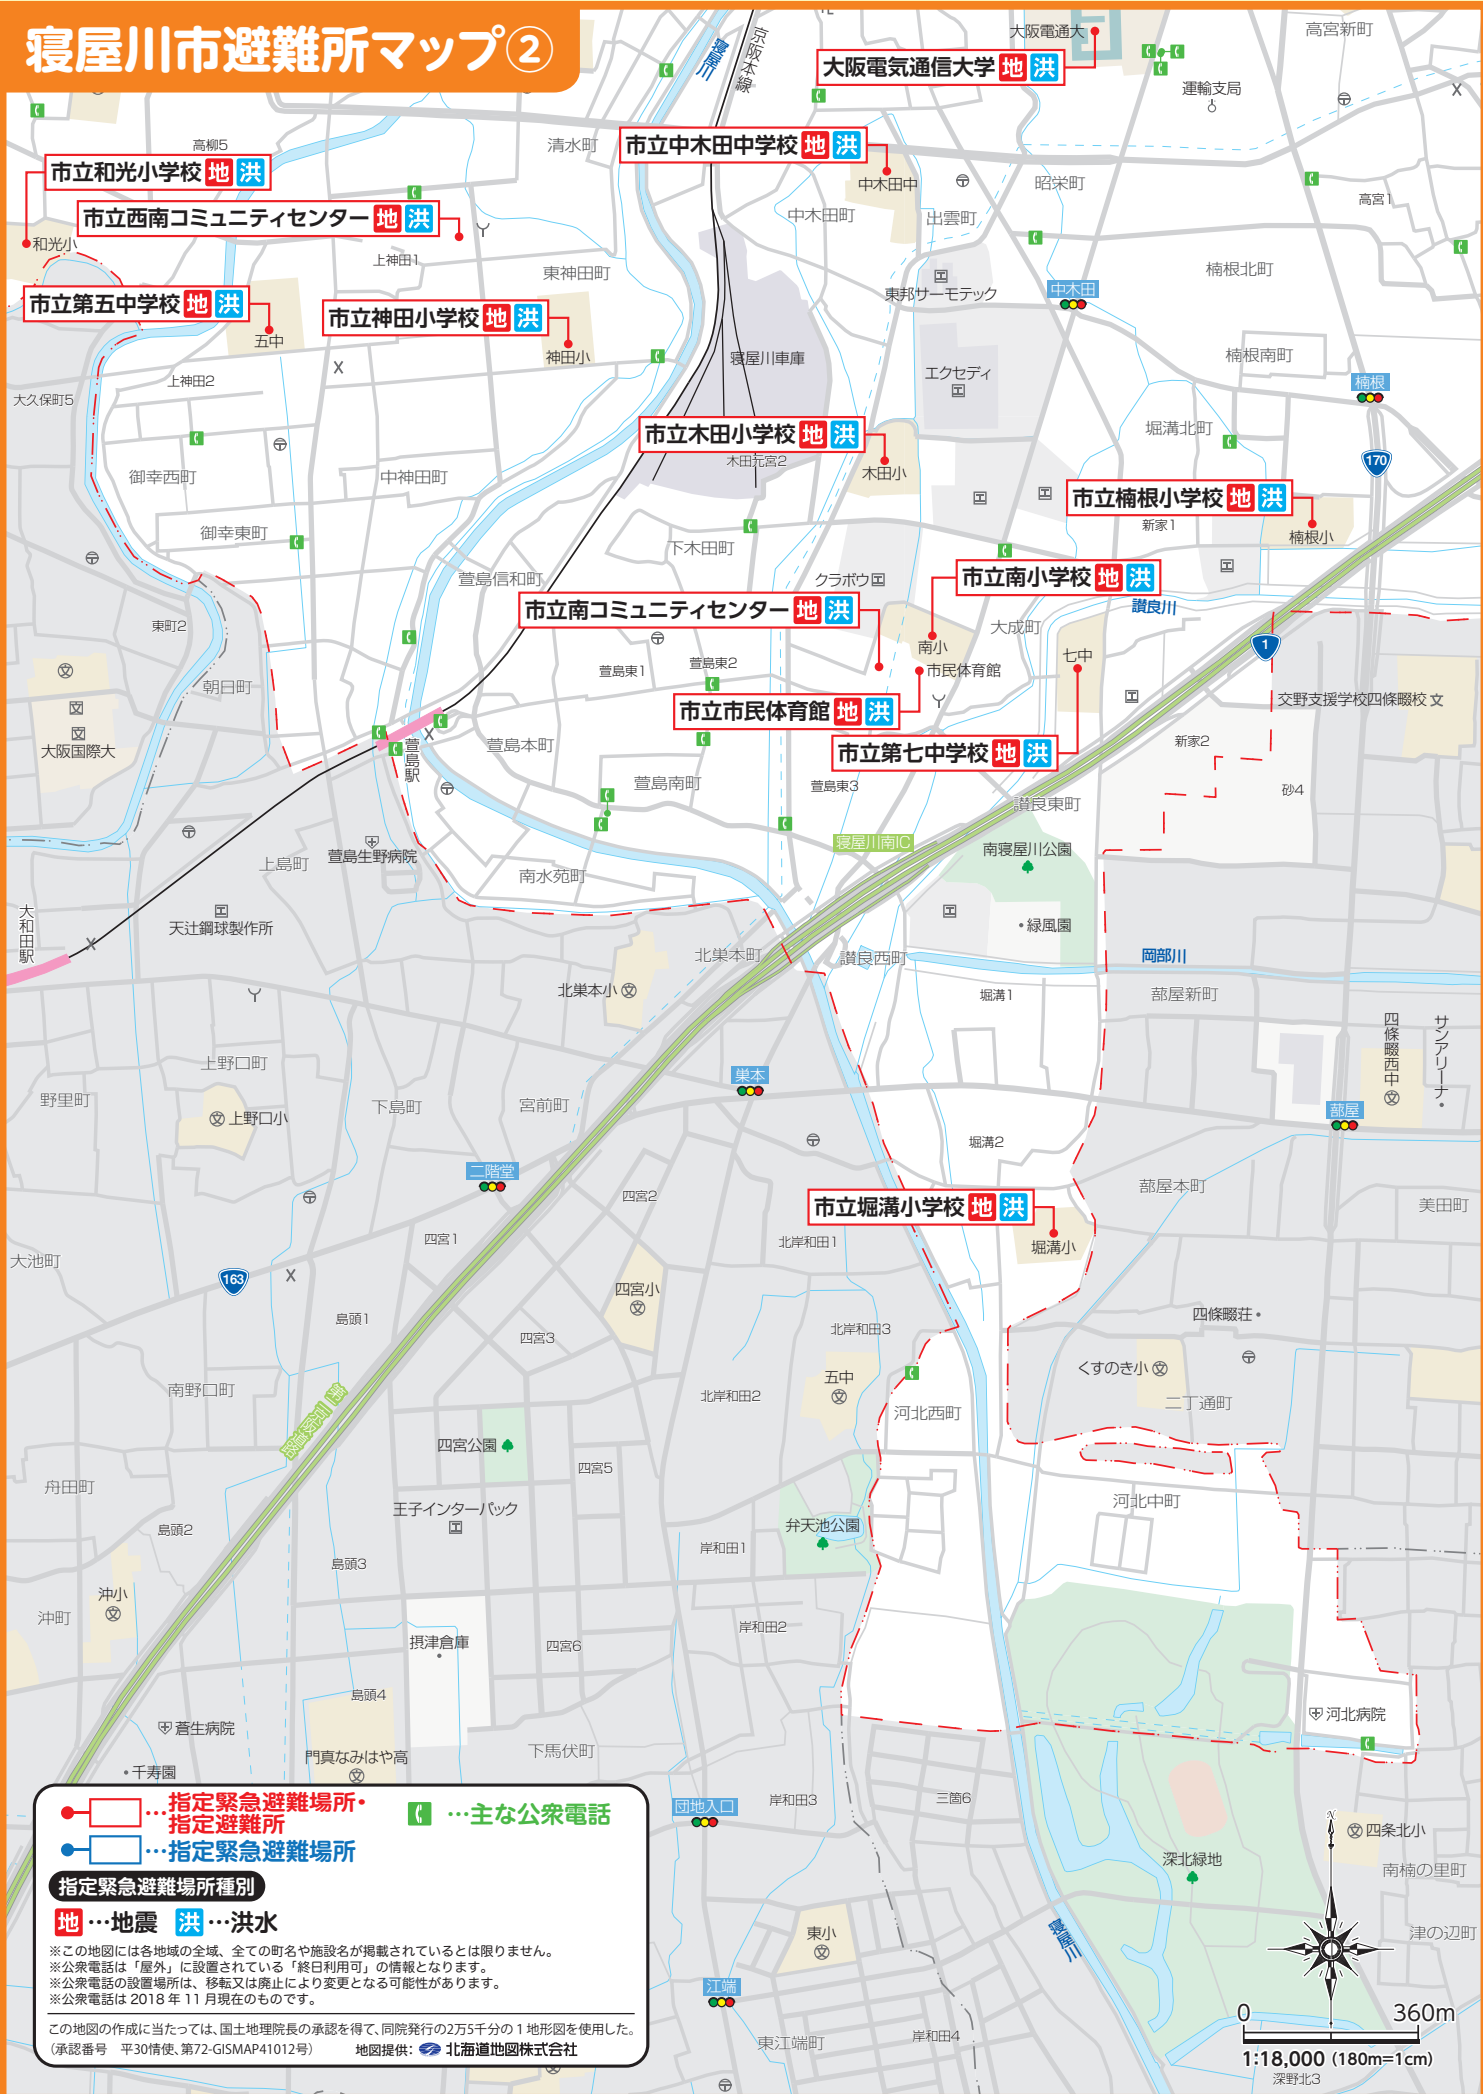 寝屋川市避難所マップ②
寝屋川
京阪本線
大阪電通大
高宮新町
大阪電気通信大学 地 洪
運輸支局
高柳5
清水町
市立中木田中学校 地 洪
市立和光小学校 地 洪
中木田中
昭栄町
高宮1
市立西南コミュニティセンター 地 洪
中木田町
出雲町
和光小
上神田1
東神田町
楠根北町
東邦サーモテック
中木田
市立第五中学校 地 洪
市立神田小学校 地 洪
五中
神田小
寝屋川車庫
楠根南町
エクセディ
上神田2
楠根
大久保町5
堀溝北町
市立木田小学校 地 洪
170
木田元宮2
木田小
御幸西町
中神田町
市立楠根小学校 地 洪
新家1
楠根小
御幸東町
下木田町
萱島信和町
クラボウ
市立南小学校 地 洪
讃良川
市立南コミュニティセンター 地 洪
東町2
大成町
南小
1
七中
萱島東1
萱島東2
市民体育館
朝日町
交野支援学校四條畷校
市立市民体育館 地 洪
大阪国際大
萱島駅
萱島本町
新家2
市立第七中学校 地 洪
萱島南町
萱島東3
砂4
讃良東町
寝屋川南IC
南寝屋川公園
上島町
萱島生野病院
南水苑町
大和田駅
天辻鋼球製作所
緑風園
北巣本町
讃良西町
岡部川
北巣本小
堀溝1
蔀屋新町
四條畷西中
サンアリーナ
上野口町
巣本
野里町
下島町
宮前町
蔀屋
上野口小
堀溝2
二階堂
四宮2
蔀屋本町
美田町
市立堀溝小学校 地 洪
四宮1
北岸和田1
堀溝小
大池町
163
四宮小
島頭1
四宮3
北岸和田3
四條畷荘
くすのき小
五中
南野口町
北岸和田2
二丁通町
河北西町
第二京阪道路
四宮公園
四宮5
舟田町
河北中町
王子インターパック
弁天池公園
島頭2
岸和田1
島頭3
沖小
沖町
岸和田2
摂津倉庫
四宮6
島頭4
蒼生病院
河北病院
門真なみはや高
下馬伏町
千寿園
団地入口
岸和田3
三箇6
四条北小
深北緑地
南楠の里町
東小
寝屋川
津の辺町
江端
東江端町
岸和田4
深野北3
…指定緊急避難場所・
指定避難所
…主な公衆電話
…指定緊急避難場所
指定緊急避難場所種別
地…地震 洪…洪水
※この地図には各地域の全域、全ての町名や施設名が掲載されているとは限りません。
※公衆電話は「屋外」に設置されている「終日利用可」の情報となります。
※公衆電話の設置場所は、移転又は廃止により変更となる可能性があります。
※公衆電話は 2018 年 11 月現在のものです。
この地図の作成に当たっては、国土地理院長の承認を得て、同院発行の2万5千分の1地形図を使用した。
（承認番号　平30情使、第72-GISMAP41012号）　地図提供：北海道地図株式会社
N
0 360m
1:18,000 (180m=1cm)